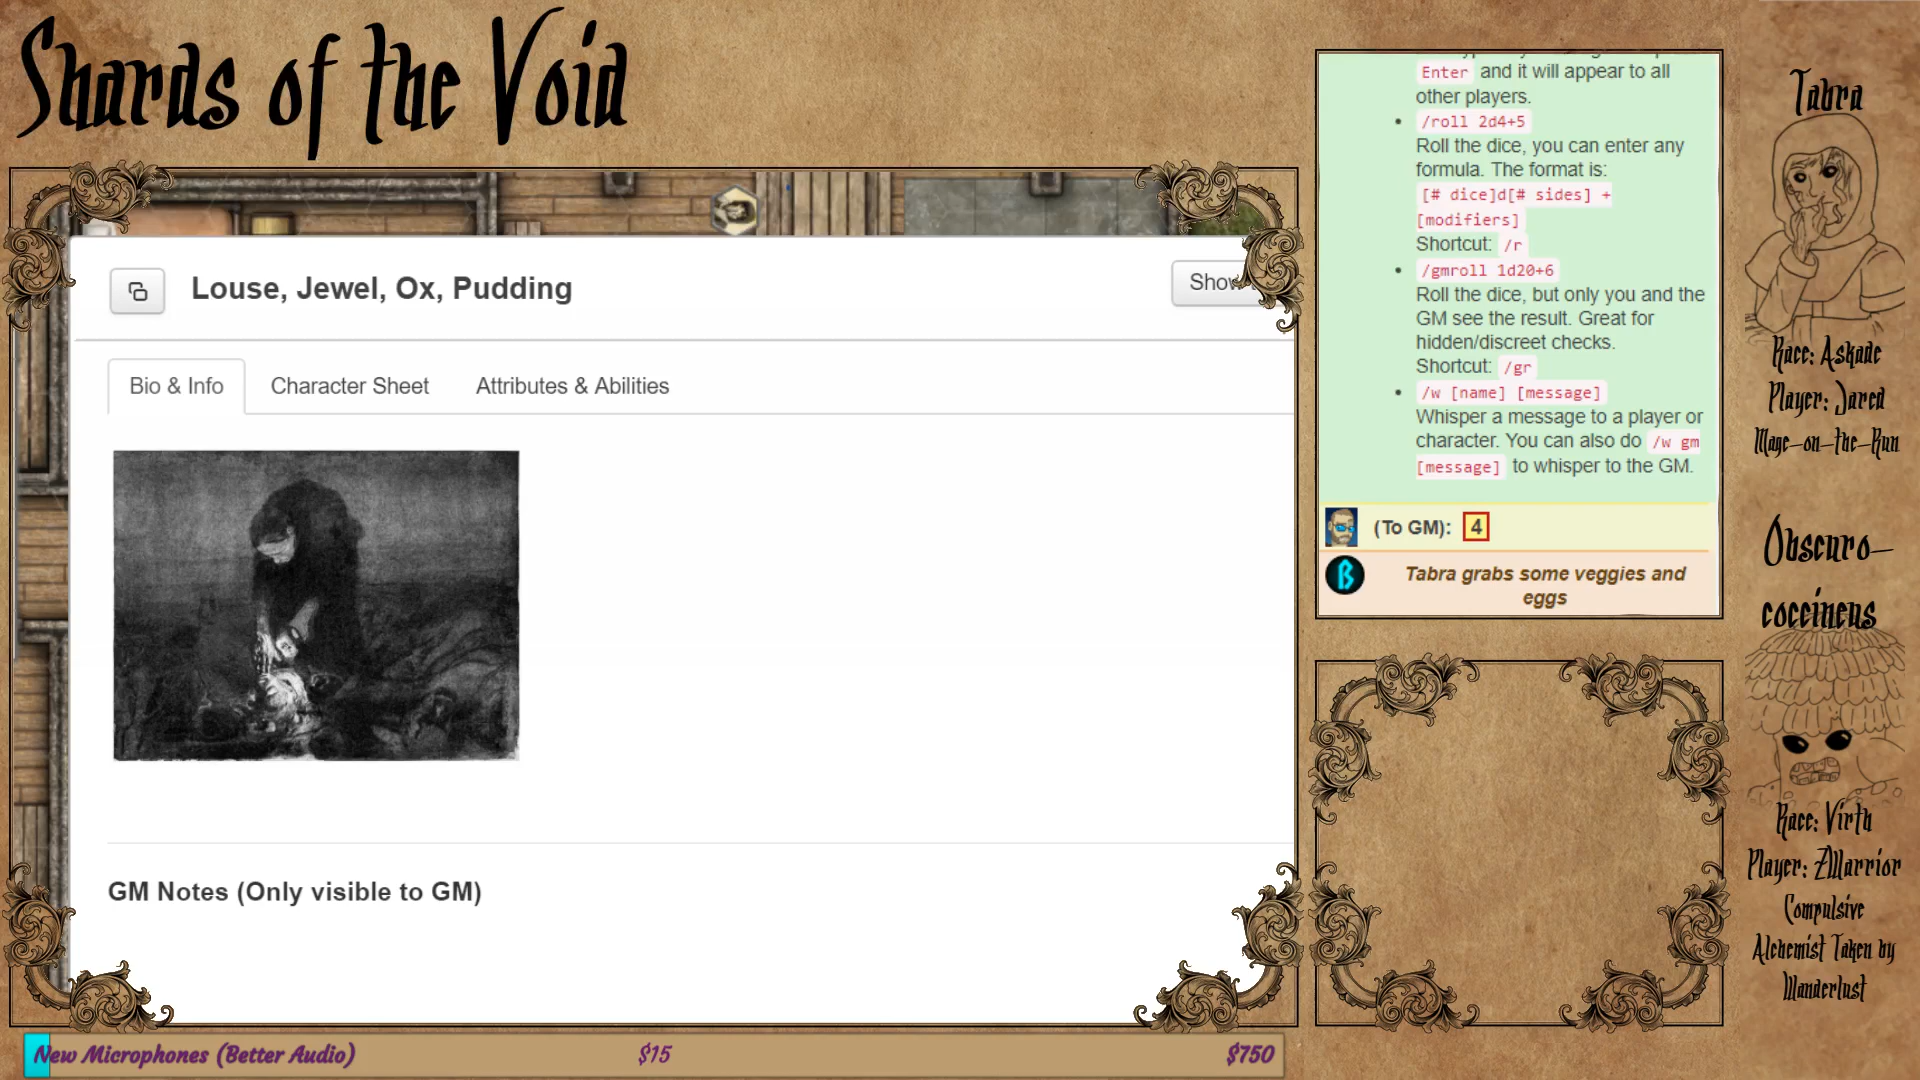 Shards of the Void
Louse, Jewel, Ox, Pudding
Show
Bio & Info
Character Sheet
Attributes & Abilities
GM Notes (Only visible to GM)
New Microphones (Better Audio)
$15
$750
Enter and it will appear to all
other players.
/roll 2d4+5
Roll the dice, you can enter any
formula. The format is:
[# dice]d[# sides] +
[modifiers]
Shortcut: /r
/gmroll 1d20+6
Roll the dice, but only you and the
GM see the result. Great for
hidden/discreet checks.
Shortcut: /gr
/w [name] [message]
Whisper a message to a player or
character. You can also do /w gm
[message] to whisper to the GM.
(To GM): 4
Tabra grabs some veggies and
eggs
Tabra
Race: Askade
Player: Jared
Mage-on-the-Run
Obscuro-
coccineus
Race: Virth
Player: ZWarrior
Compulsive
Alchemist Taken by
Wanderlust